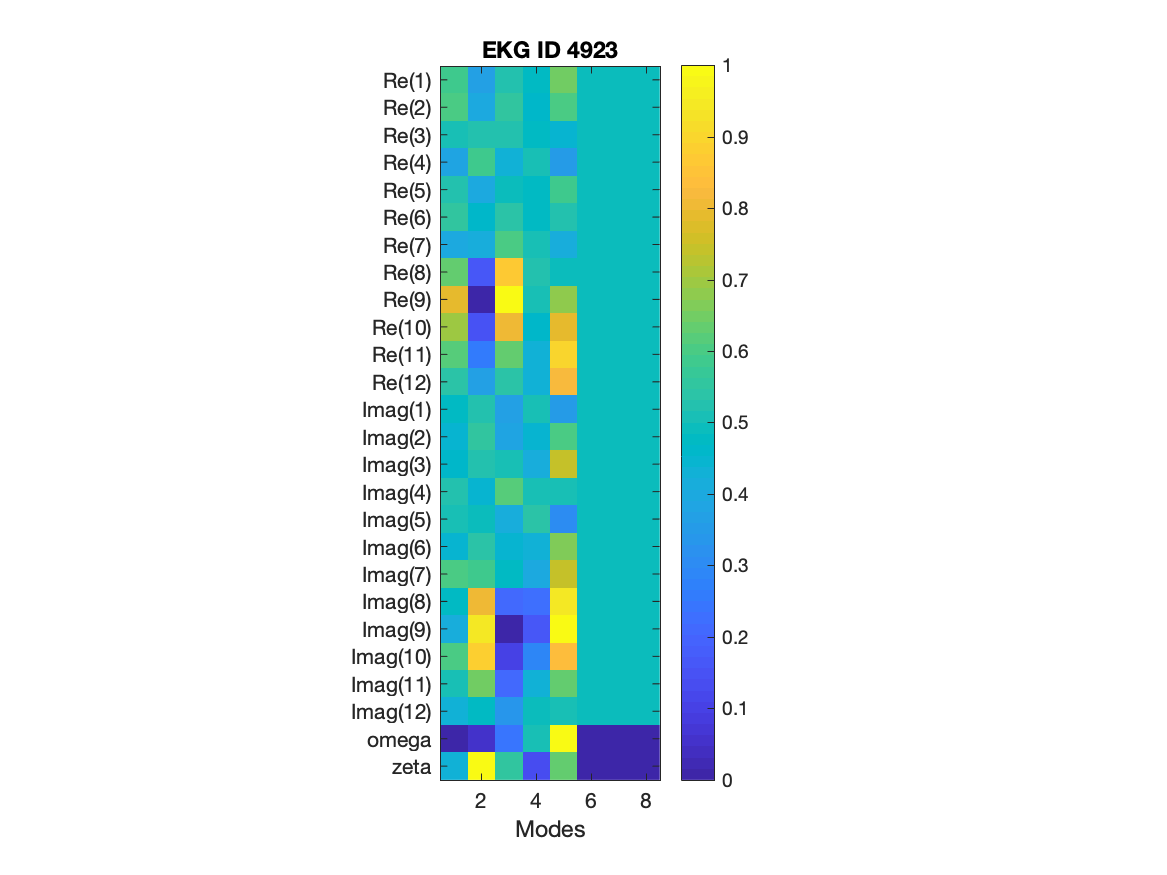 EKG ID 4923
Re(1)
Re(2)
Re(3)
Re(4)
Re(5)
Re(6)
Re(7)
Re(8)
Re(9)
Re(10)
Re(11)
Re(12)
Imag(1)
Imag(2)
Imag(3)
Imag(4)
Imag(5)
Imag(6)
Imag(7)
Imag(8)
Imag(9)
Imag(10)
Imag(11)
Imag(12)
omega
zeta
2 4 6 8
Modes
1
0.9
0.8
0.7
0.6
0.5
0.4
0.3
0.2
0.1
0